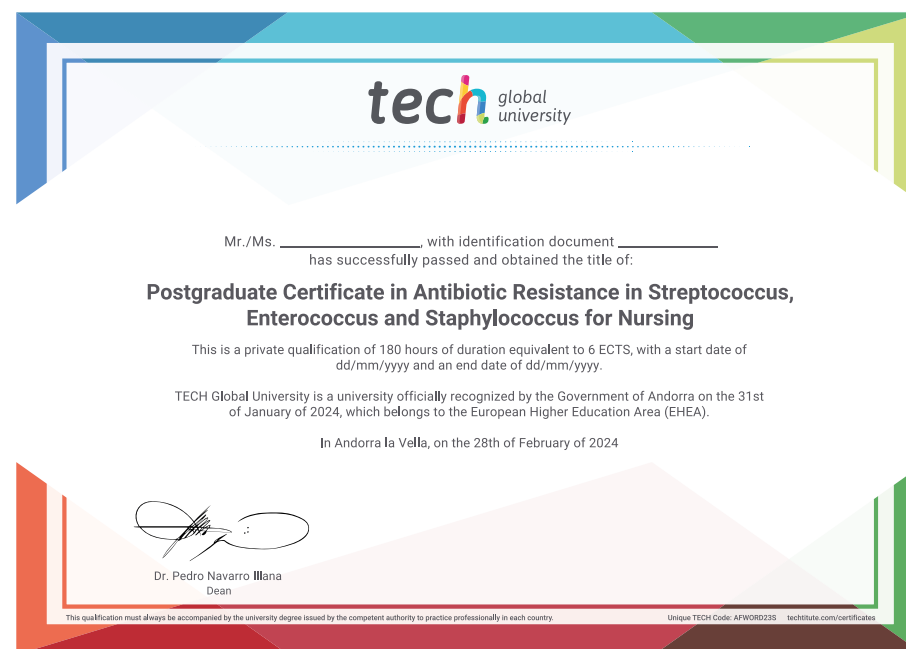 tech global university
Mr./Ms. ____________________, with identification document ______________
has successfully passed and obtained the title of:
Postgraduate Certificate in Antibiotic Resistance in Streptococcus,
Enterococcus and Staphylococcus for Nursing
This is a private qualification of 180 hours of duration equivalent to 6 ECTS, with a start date of
dd/mm/yyyy and an end date of dd/mm/yyyy.
TECH Global University is a university officially recognized by the Government of Andorra on the 31st
of January of 2024, which belongs to the European Higher Education Area (EHEA).
In Andorra la Vella, on the 28th of February of 2024
Dr. Pedro Navarro Illana
Dean
This qualification must always be accompanied by the university degree issued by the competent authority to practice professionally in each country.
Unique TECH Code: AFWORD23S techtitute.com/certificates